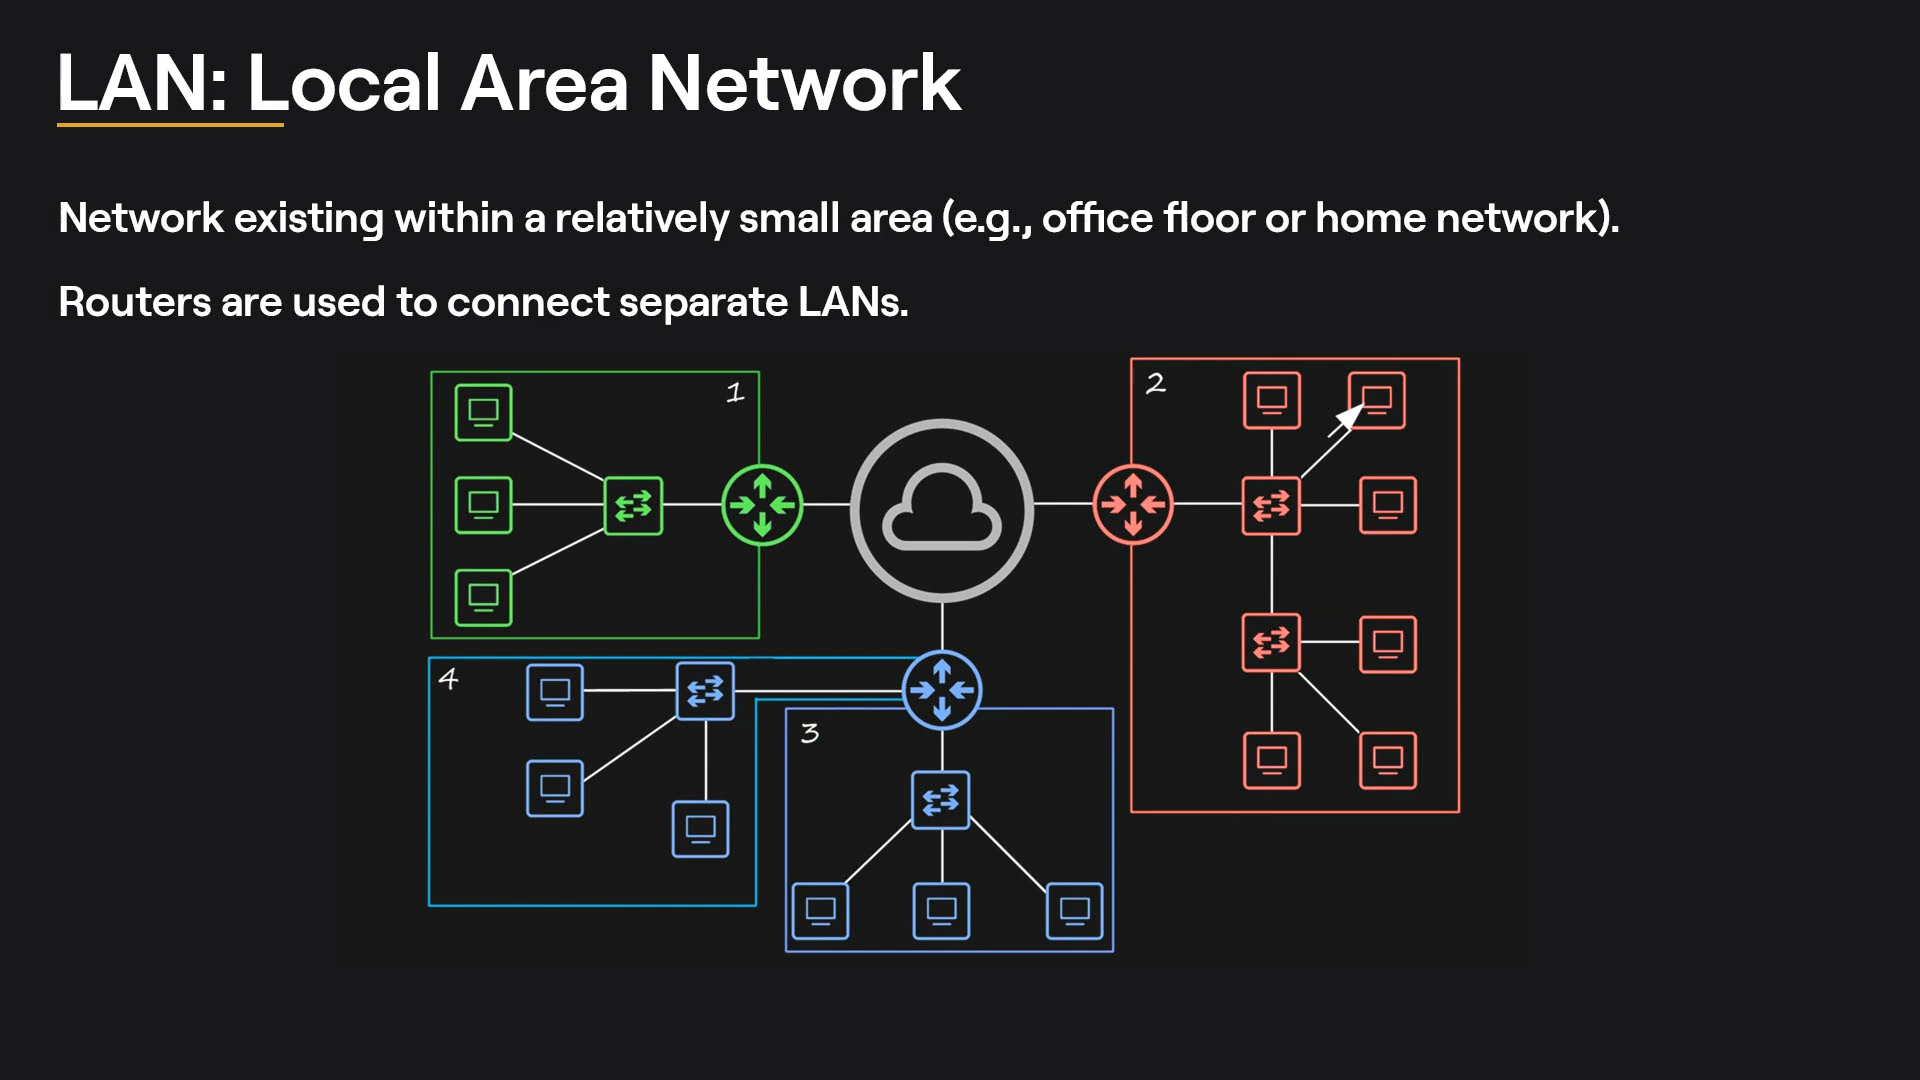 LAN: Local Area Network
Network existing within a relatively small area (e.g., office floor or home network).
Routers are used to connect separate LANs.
1
2
4
3